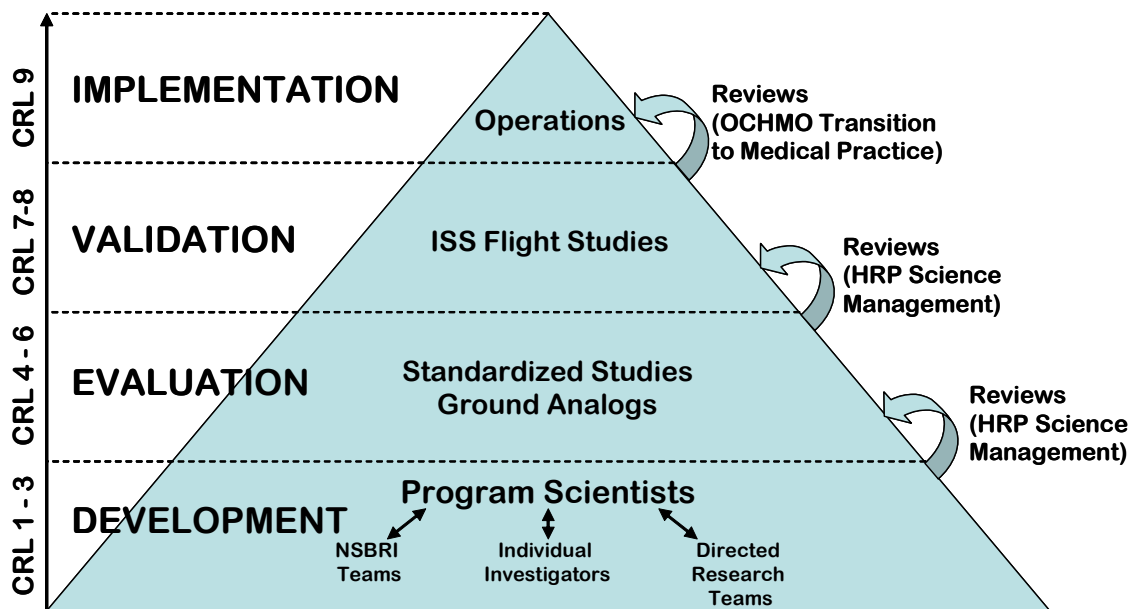 CRL 9
IMPLEMENTATION
Operations
Reviews
(OCHMO Transition
to Medical Practice)
CRL 7-8
VALIDATION
ISS Flight Studies
Reviews
(HRP Science
Management)
CRL 4 - 6
EVALUATION
Standardized Studies
Ground Analogs
Reviews
(HRP Science
Management)
CRL 1 - 3
DEVELOPMENT
Program Scientists
NSBRI
Teams
Individual
Investigators
Directed
Research
Teams